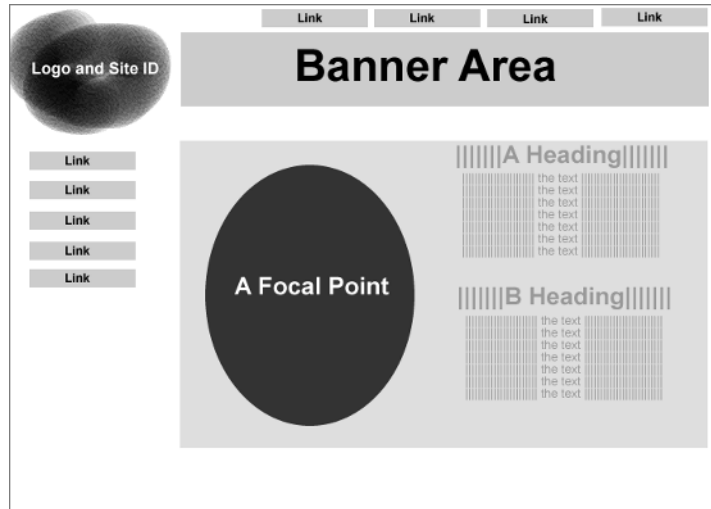 Link
Link
Link
Link
Logo and Site ID
Banner Area
Link
Link
Link
Link
Link
A Focal Point
|||||||A Heading|||||||
the text
the text
the text
the text
the text
the text
the text
|||||||B Heading|||||||
the text
the text
the text
the text
the text
the text
the text